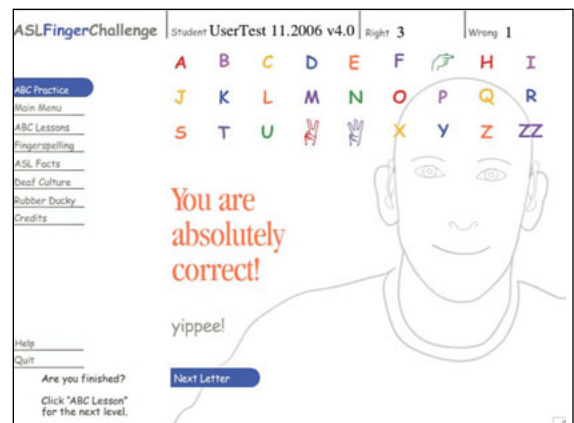 ASLFingerChallenge
Student UserTest 11.2006 v4.0
Right 3
Wrong 1
A B C D E F H I
J K L M N O P Q R
S T U X Y Z ZZ
ABC Practice
Main Menu
ABC Lessons
Fingerspelling
ASL Facts
Deaf Culture
Rubber Ducky
Credits
You are
absolutely
correct!
yippee!
Next Letter
Help
Quit
Are you finished?
Click "ABC Lesson"
for the next level.